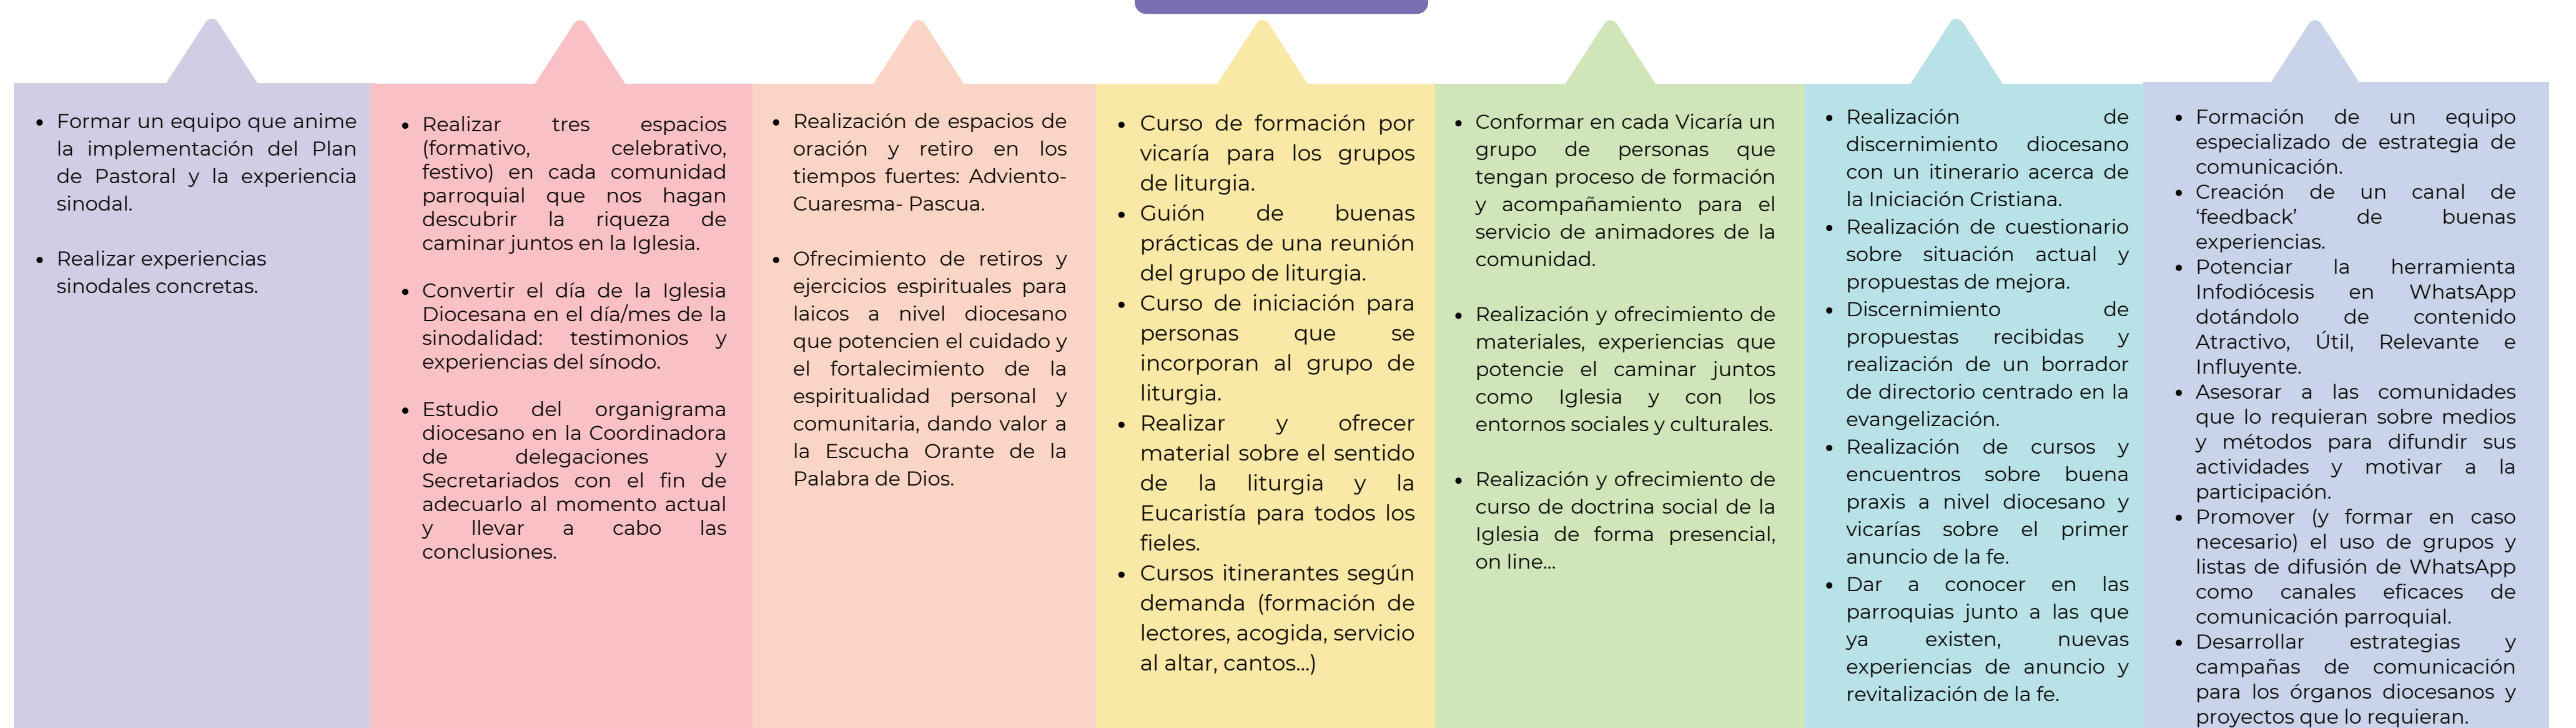 • Formar un equipo que anime
la implementación del Plan
de Pastoral y la experiencia
sinodal.
• Realizar experiencias
sinodales concretas.
• Realizar tres espacios
(formativo, celebrativo,
festivo) en cada comunidad
parroquial que nos hagan
descubrir la riqueza de
caminar juntos en la Iglesia.
• Convertir el día de la Iglesia
Diocesana en el día/mes de la
sinodalidad: testimonios y
experiencias del sínodo.
• Estudio del organigrama
diocesano en la Coordinadora
de delegaciones y
Secretariados con el fin de
adecuarlo al momento actual
y llevar a cabo las
conclusiones.
• Realización de espacios de
oración y retiro en los
tiempos fuertes: Adviento-
Cuaresma- Pascua.
• Ofrecimiento de retiros y
ejercicios espirituales para
laicos a nivel diocesano
que potencien el cuidado y
el fortalecimiento de la
espiritualidad personal y
comunitaria, dando valor a
la Escucha Orante de la
Palabra de Dios.
• Curso de formación por
vicaría para los grupos
de liturgia.
• Guión de buenas
prácticas de una reunión
del grupo de liturgia.
• Curso de iniciación para
personas que se
incorporan al grupo de
liturgia.
• Realizar y ofrecer
material sobre el sentido
de la liturgia y la
Eucaristía para todos los
fieles.
• Cursos itinerantes según
demanda (formación de
lectores, acogida, servicio
al altar, cantos...)
• Conformar en cada Vicaría un
grupo de personas que
tengan proceso de formación
y acompañamiento para el
servicio de animadores de la
comunidad.
• Realización y ofrecimiento de
materiales, experiencias que
potencie el caminar juntos
como Iglesia y con los
entornos sociales y culturales.
• Realización y ofrecimiento de
curso de doctrina social de la
Iglesia de forma presencial,
on line...
• Realización de
discernimiento diocesano
con un itinerario acerca de
la Iniciación Cristiana.
• Realización de cuestionario
sobre situación actual y
propuestas de mejora.
• Discernimiento de
propuestas recibidas y
realización de un borrador
de directorio centrado en la
evangelización.
• Realización de cursos y
encuentros sobre buena
praxis a nivel diocesano y
vicarías sobre el primer
anuncio de la fe.
• Dar a conocer en las
parroquias junto a las que
ya existen, nuevas
experiencias de anuncio y
revitalización de la fe.
• Formación de un equipo
especializado de estrategia de
comunicación.
• Creación de un canal de
‘feedback’ de buenas
experiencias.
• Potenciar la herramienta
Infodiócesis en WhatsApp
dotándolo de contenido
Atractivo, Útil, Relevante e
Influyente.
• Asesorar a las comunidades
que lo requieran sobre medios
y métodos para difundir sus
actividades y motivar a la
participación.
• Promover (y formar en caso
necesario) el uso de grupos y
listas de difusión de WhatsApp
como canales eficaces de
comunicación parroquial.
• Desarrollar estrategias y
campañas de comunicación
para los órganos diocesanos y
proyectos que lo requieran.